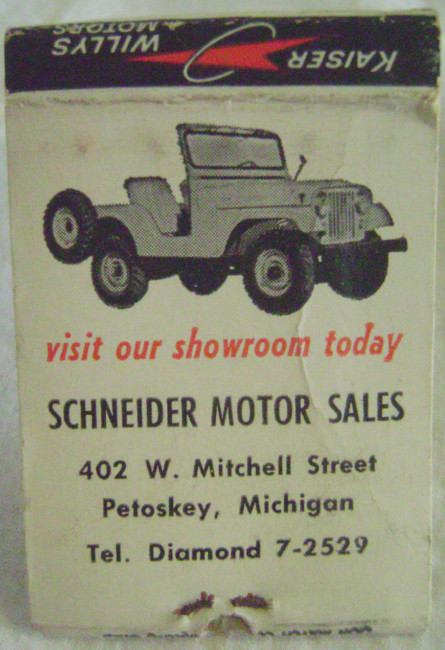 KAISER WILLYS
MOTORS
visit our showroom today
SCHNEIDER MOTOR SALES
402 W. Mitchell Street
Petoskey, Michigan
Tel. Diamond 7-2529